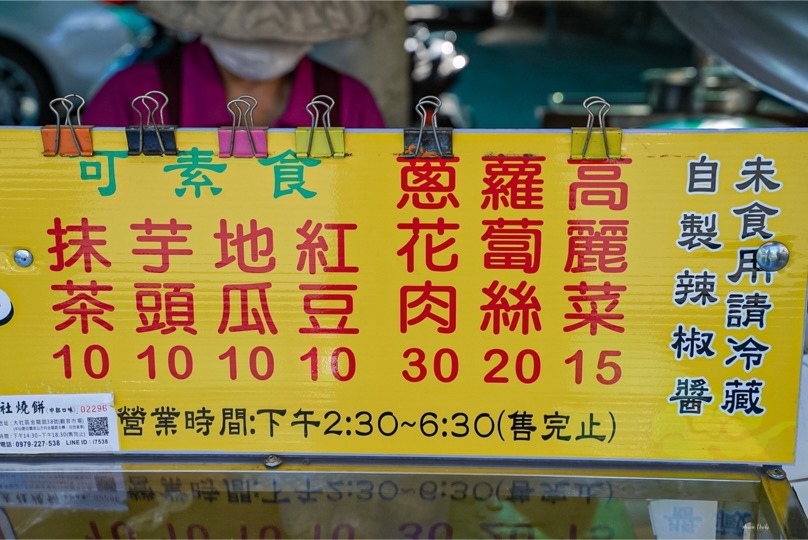 可素食
抹茶
10
芋頭
10
地瓜
10
紅豆
10
蔥花肉
30
蘿蔔絲
20
高麗菜
15
未食用請冷藏
自製辣椒醬
營業時間:下午2:30~6:30(售完止)
社燒餅
02296
0979-227-538 LINE ID